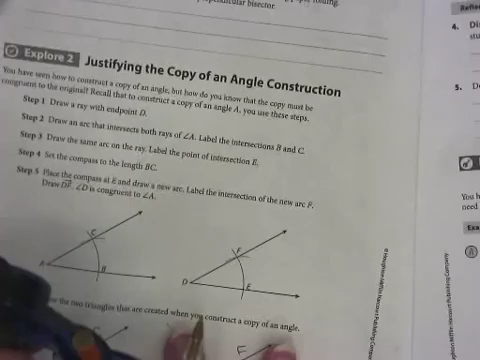 bisector.
Explore 2 Justifying the Copy of an Angle Construction
You have seen how to construct a copy of an angle, but how do you know that the copy must be
congruent to the original? Recall that to construct a copy of an angle A, you use these steps.
Step 1 Draw a ray with endpoint D.
Step 2 Draw an arc that intersects both rays of ∠A. Label the intersections B and C.
Step 3 Draw the same arc on the ray. Label the point of intersection E.
Step 4 Set the compass to the length BC.
Step 5 Place the compass at E and draw a new arc. Label the intersection of the new arc F.
Draw DF. ∠D is congruent to ∠A.
C
A
B
F
D
E
the two triangles that are created when you construct a copy of an angle.
F
Refle
4. Di
stu
5. D
You h
need
Exa
A